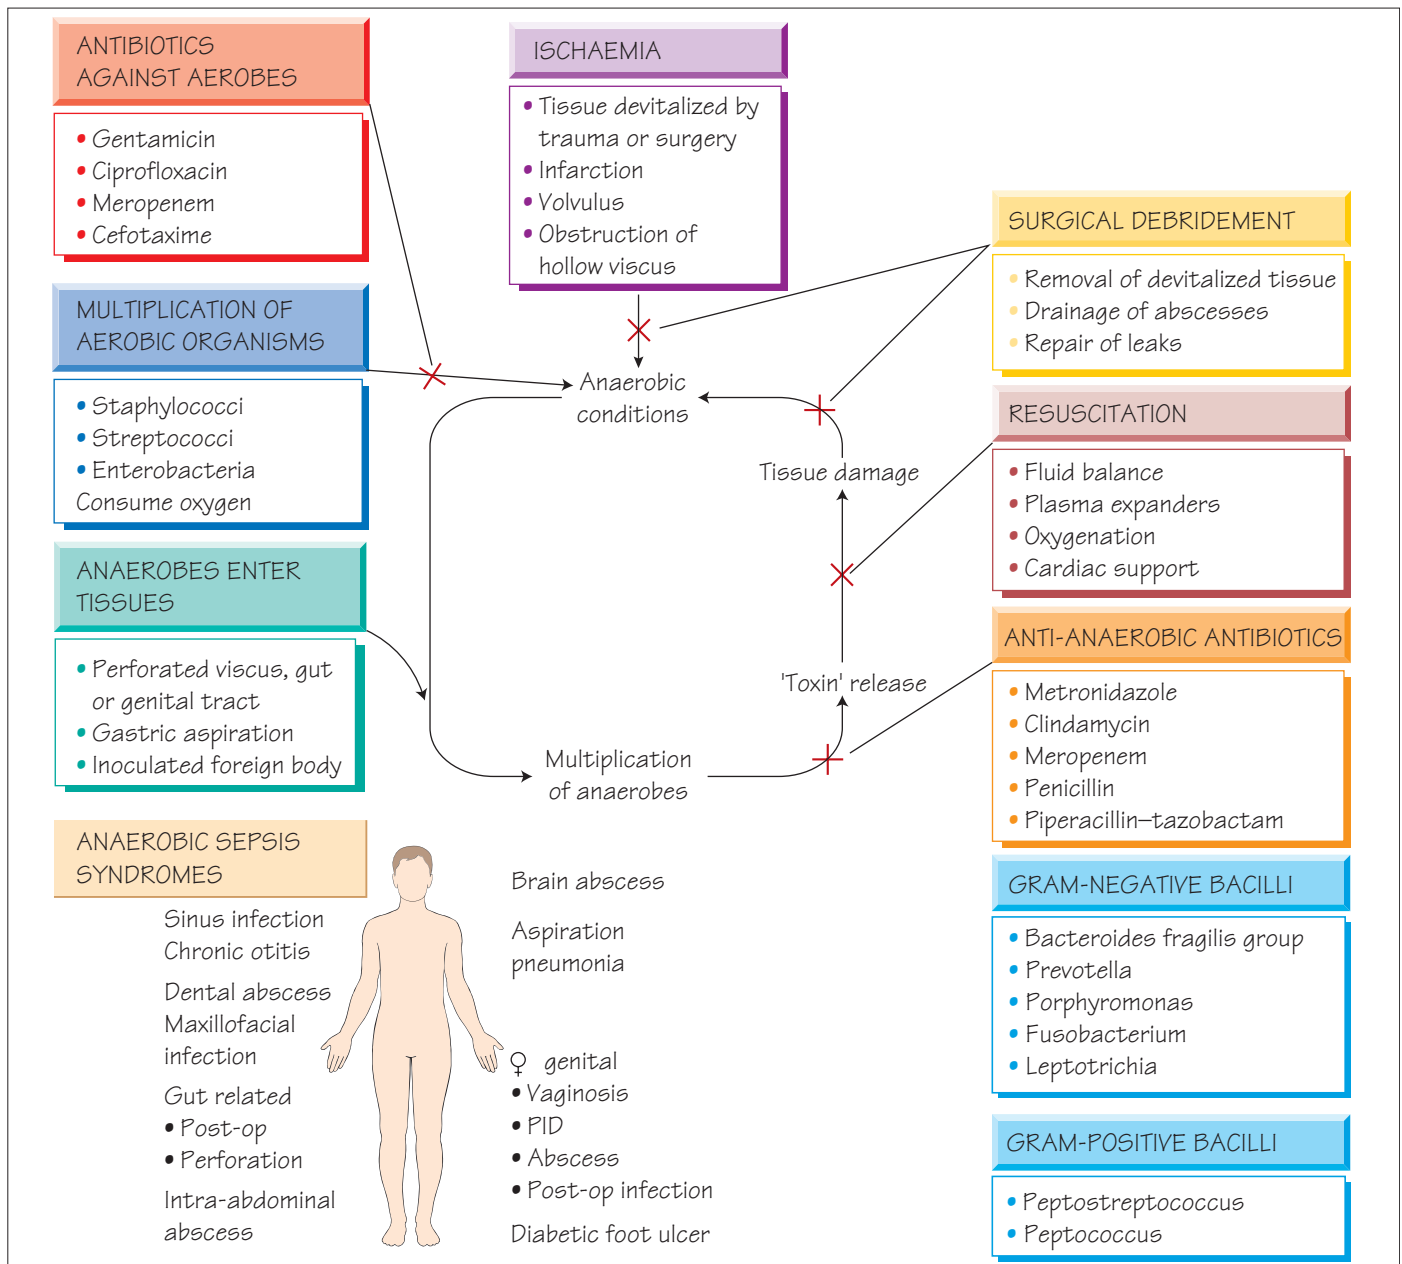 ANTIBIOTICS
AGAINST AEROBES
• Gentamicin
• Ciprofloxacin
• Meropenem
• Cefotaxime
MULTIPLICATION OF
AEROBIC ORGANISMS
• Staphylococci
• Streptococci
• Enterobacteria
Consume oxygen
ANAEROBES ENTER
TISSUES
• Perforated viscus, gut
or genital tract
• Gastric aspiration
• Inoculated foreign body
ISCHAEMIA
• Tissue devitalized by
trauma or surgery
• Infarction
• Volvulus
• Obstruction of
hollow viscus
Anaerobic
conditions
Tissue damage
'Toxin' release
Multiplication
of anaerobes
SURGICAL DEBRIDEMENT
• Removal of devitalized tissue
• Drainage of abscesses
• Repair of leaks
RESUSCITATION
• Fluid balance
• Plasma expanders
• Oxygenation
• Cardiac support
ANTI-ANAEROBIC ANTIBIOTICS
• Metronidazole
• Clindamycin
• Meropenem
• Penicillin
• Piperacillin–tazobactam
GRAM-NEGATIVE BACILLI
• Bacteroides fragilis group
• Prevotella
• Porphyromonas
• Fusobacterium
• Leptotrichia
GRAM-POSITIVE BACILLI
• Peptostreptococcus
• Peptococcus
ANAEROBIC SEPSIS
SYNDROMES
Sinus infection
Chronic otitis
Dental abscess
Maxillofacial
infection
Gut related
• Post-op
• Perforation
Intra-abdominal
abscess
Brain abscess
Aspiration
pneumonia
♀ genital
• Vaginosis
• PID
• Abscess
• Post-op infection
Diabetic foot ulcer